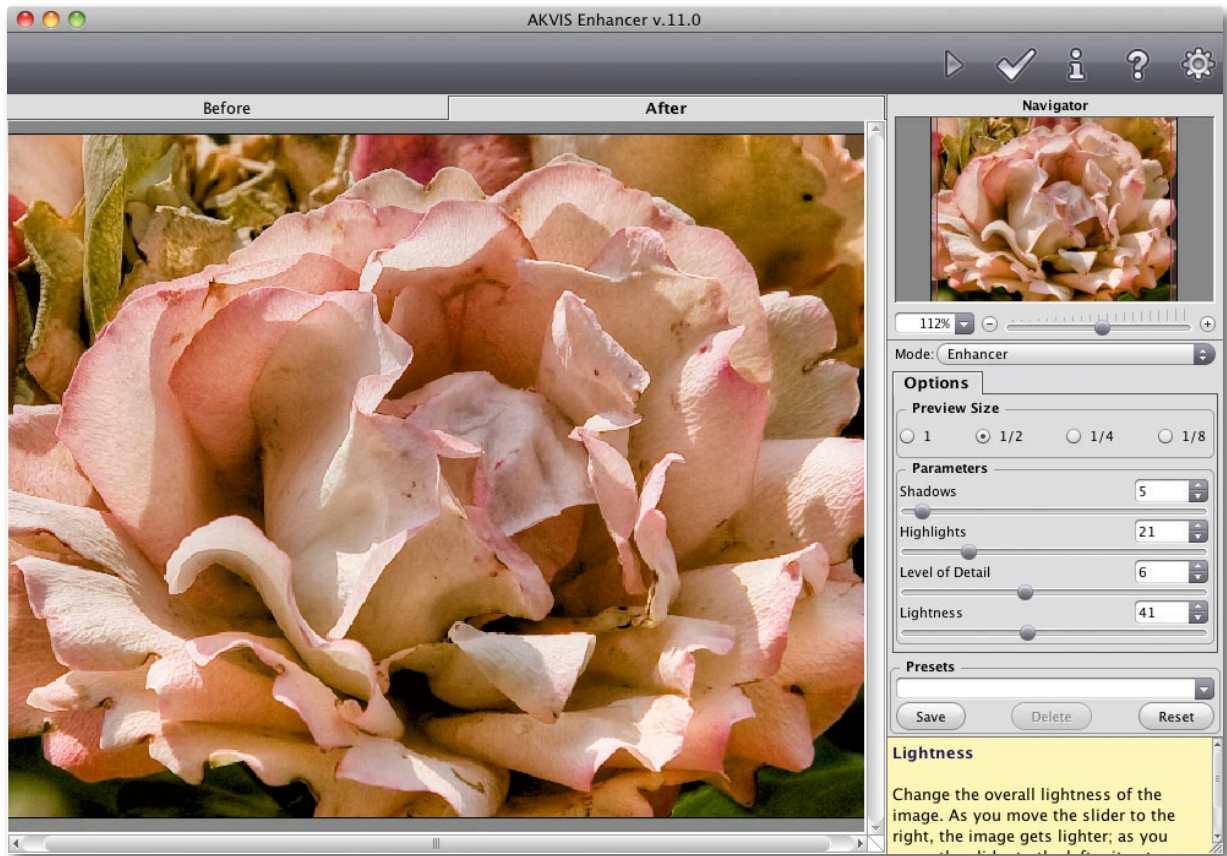 AKVIS Enhancer v.11.0
Before
After
Navigator
112%
Mode: Enhancer
Options
Preview Size
1 1/2 1/4 1/8
Parameters
Shadows 5
Highlights 21
Level of Detail 6
Lightness 41
Presets
Save Delete Reset
Lightness
Change the overall lightness of the
image. As you move the slider to the
right, the image gets lighter; as you